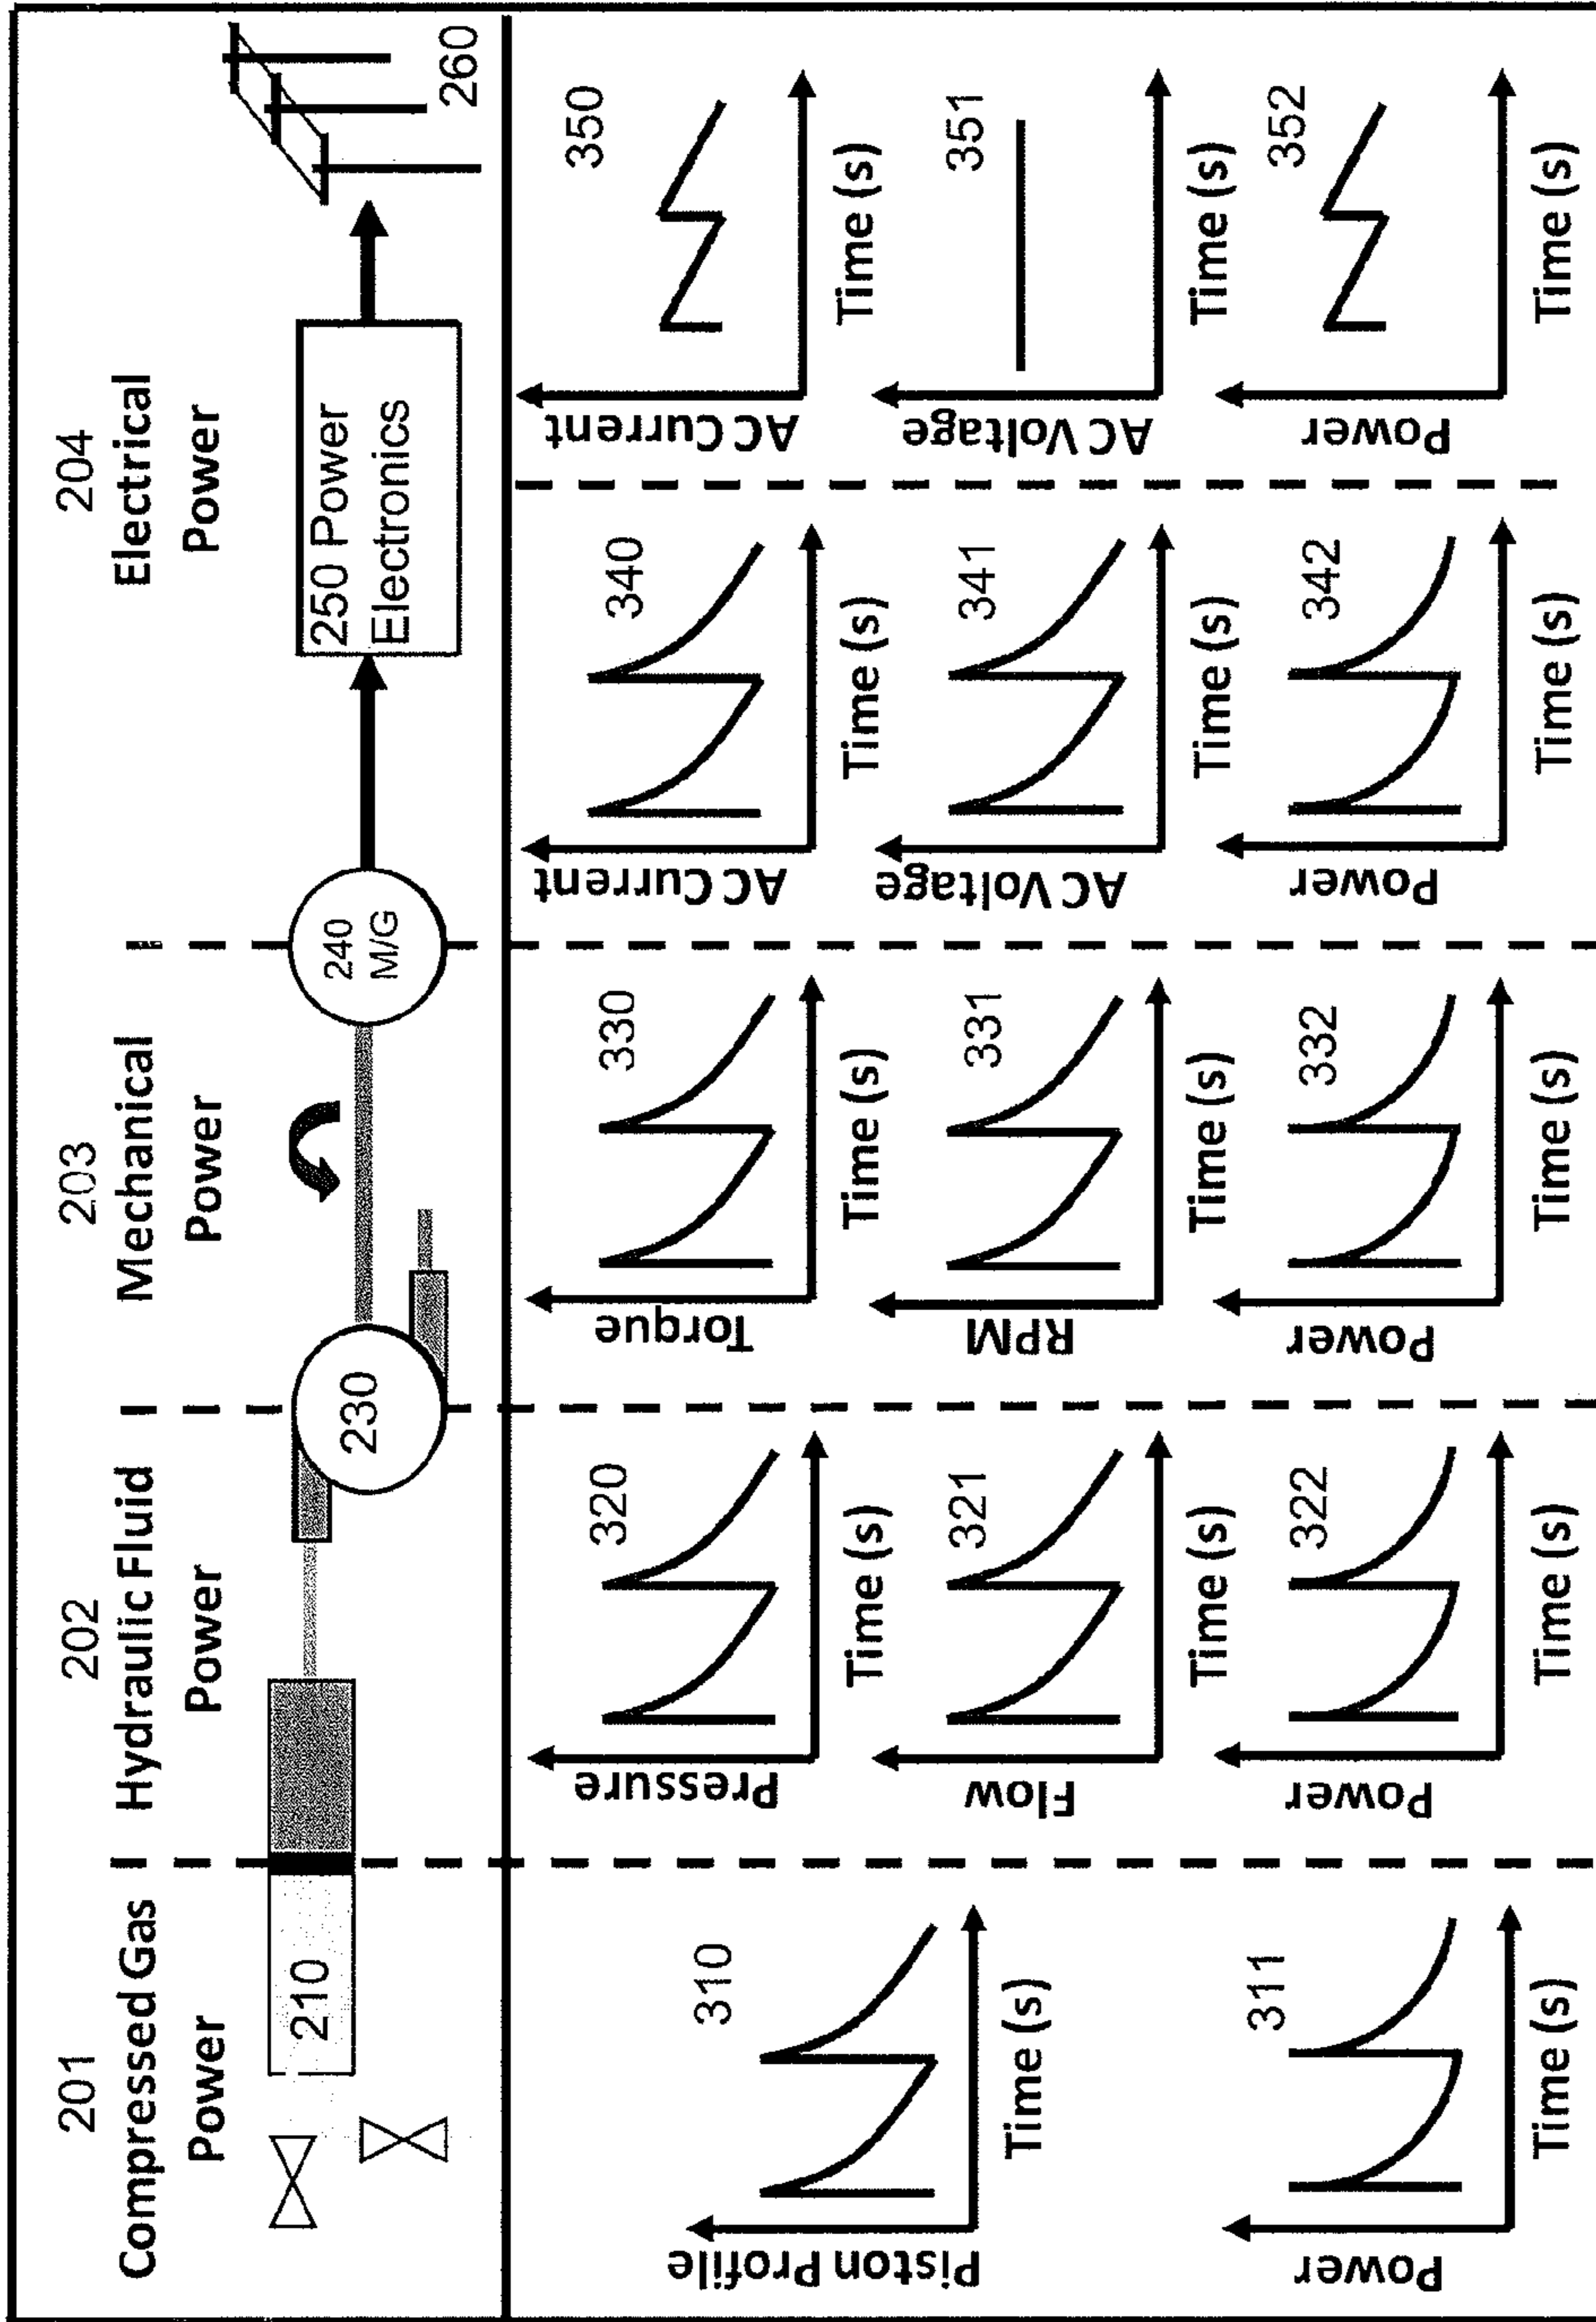 201
Compressed Gas
Power
202
Hydraulic Fluid
Power
203
Mechanical
Power
204
Electrical
Power
210
230
240
M/G
250 Power
Electronics
260
Piston Profile
310
Time (s)
Power
311
Time (s)
Pressure
320
Time (s)
Flow
321
Time (s)
Power
322
Time (s)
Torque
330
Time (s)
RPM
331
Time (s)
Power
332
Time (s)
AC Current
340
Time (s)
AC Voltage
341
Time (s)
Power
342
Time (s)
AC Current
350
Time (s)
AC Voltage
351
Time (s)
Power
352
Time (s)